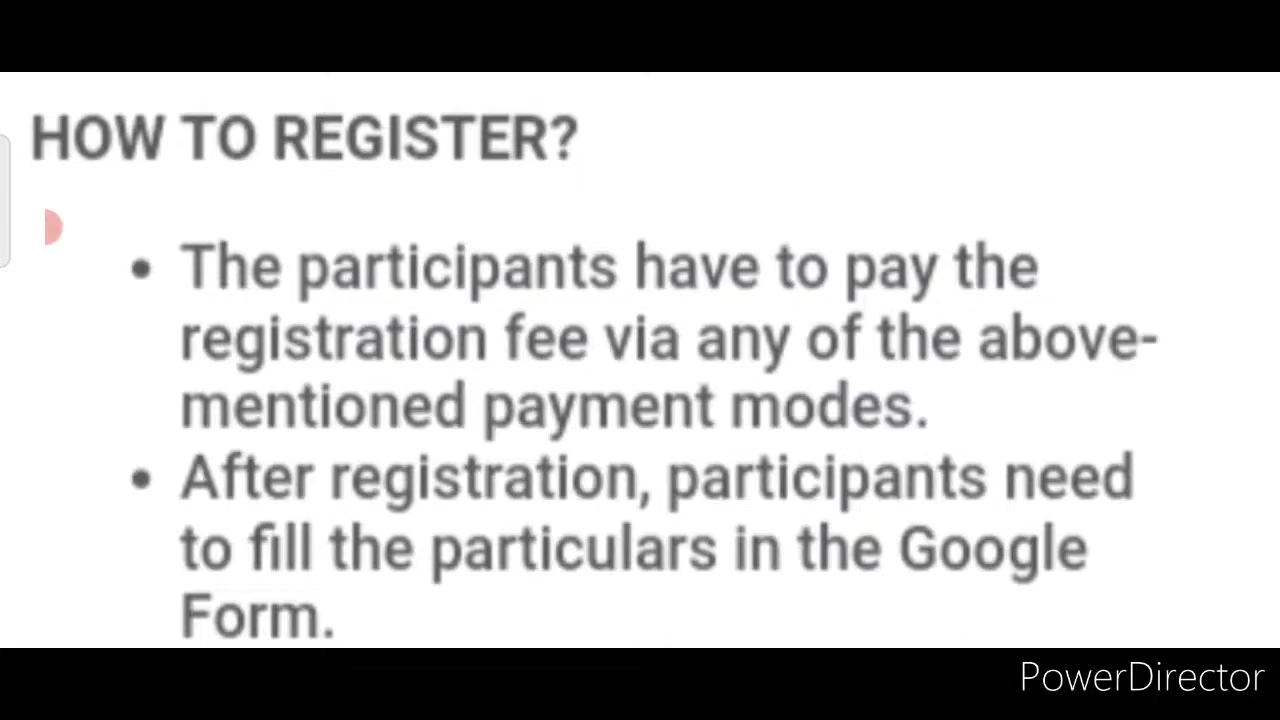 HOW TO REGISTER?
• The participants have to pay the
registration fee via any of the above-
mentioned payment modes.
• After registration, participants need
to fill the particulars in the Google
Form.
PowerDirector